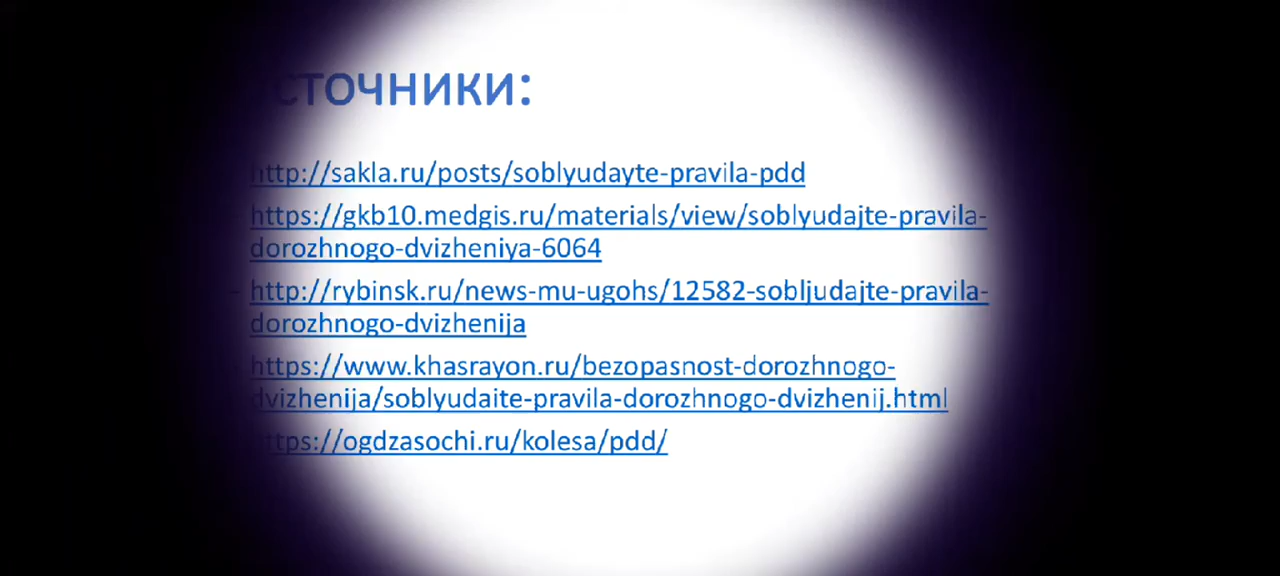 сточники:
http://sakla.ru/posts/soblyudayte-pravila-pdd
https://gkb10.medgis.ru/materials/view/soblyudajte-pravila-
dorozhnogo-dvizheniya-6064
http://rybinsk.ru/news-mu-ugohs/12582-sobljudajte-pravila-
dorozhnogo-dvizhenija
https://www.khasrayon.ru/bezopasnost-dorozhnogo-
dvizhenija/soblyudaite-pravila-dorozhnogo-dvizhenij.html
https://ogdzasochi.ru/kolesa/pdd/